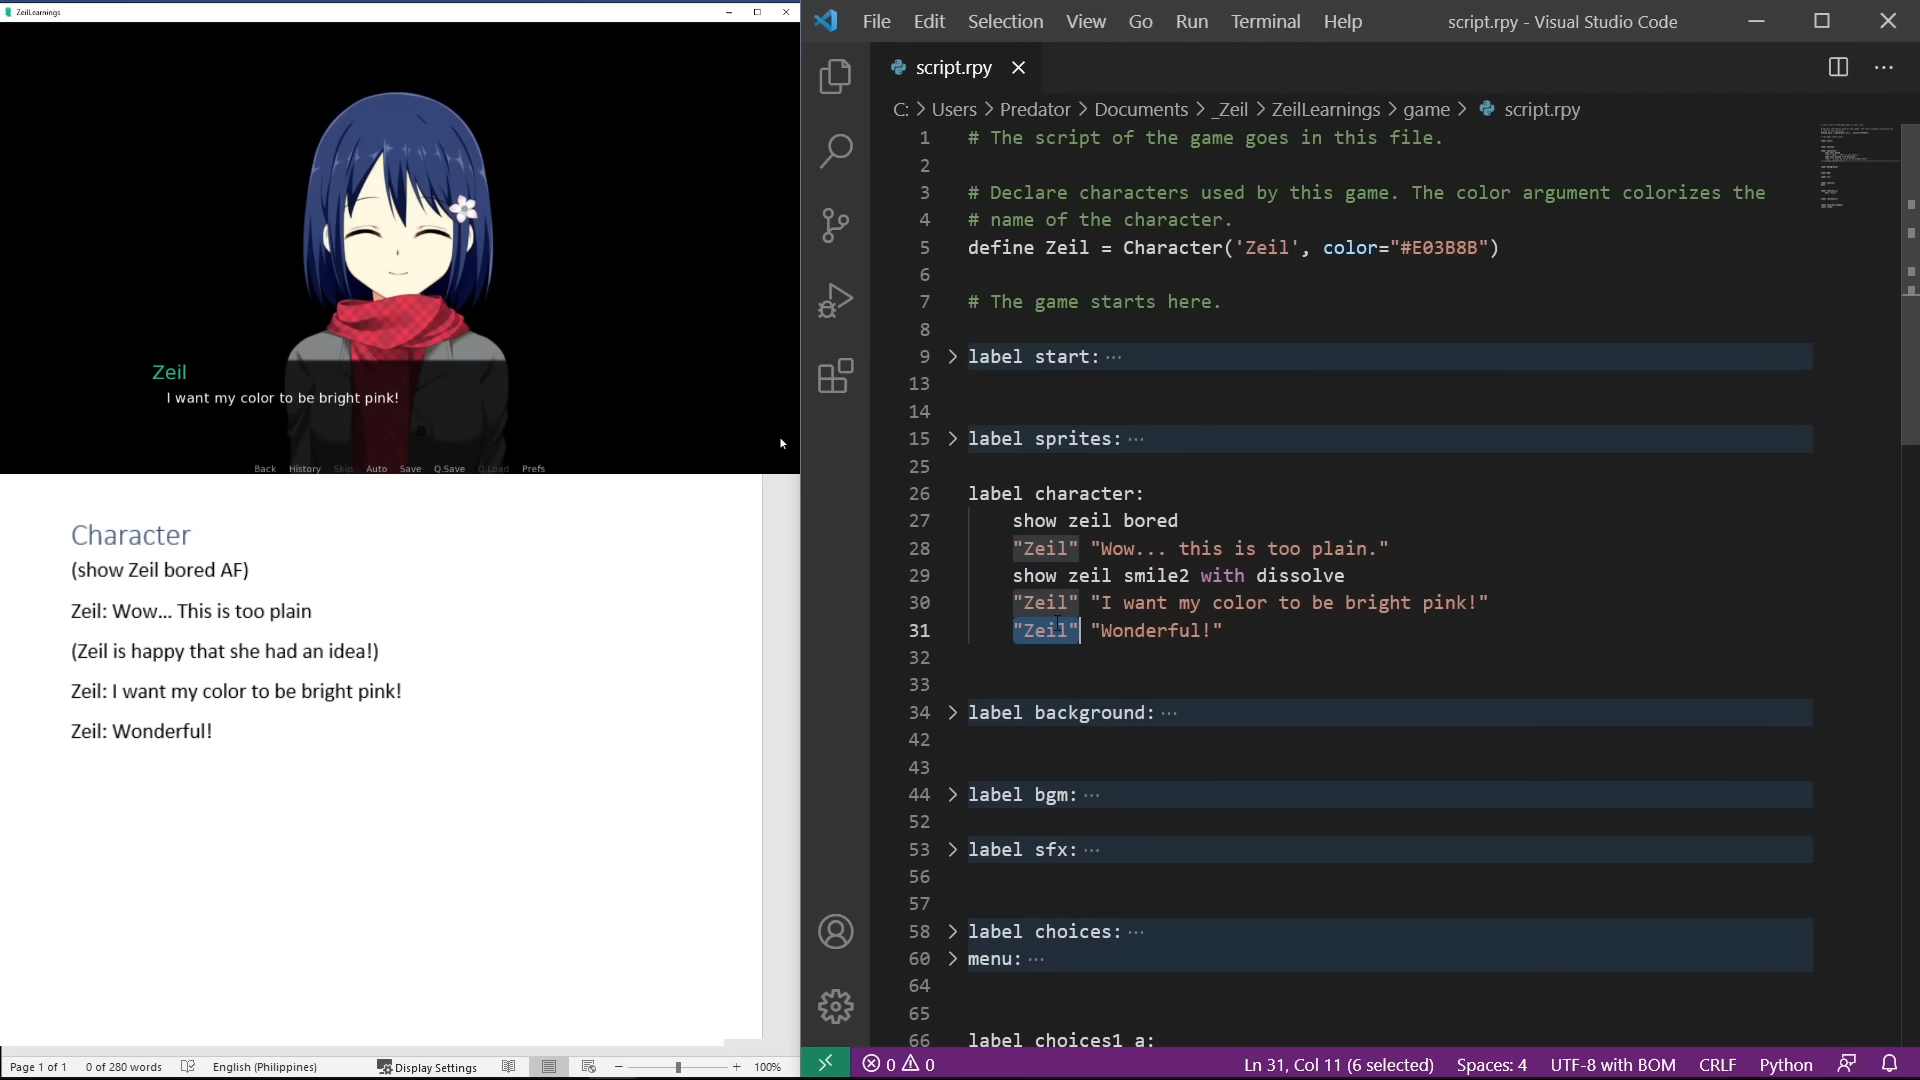 ZeilLearnings
Zeil
I want my color to be bright pink!
Back History Skip Auto Save Q.Save Q.Load Prefs
Character
(show Zeil bored AF)
Zeil: Wow... This is too plain
(Zeil is happy that she had an idea!)
Zeil: I want my color to be bright pink!
Zeil: Wonderful!
Page 1 of 1 0 of 280 words English (Philippines) Display Settings 100%
File Edit Selection View Go Run Terminal Help script.rpy - Visual Studio Code
script.rpy
C: > Users > Predator > Documents > _Zeil > ZeilLearnings > game > script.rpy
1 # The script of the game goes in this file.
2
3 # Declare characters used by this game. The color argument colorizes the
4 # name of the character.
5 define Zeil = Character('Zeil', color="#E03B8B")
6
7 # The game starts here.
8
9 > label start: ...
13
14
15 > label sprites: ...
25
26 label character:
27 show zeil bored
28 "Zeil" "Wow... this is too plain."
29 show zeil smile2 with dissolve
30 "Zeil" "I want my color to be bright pink!"
31 "Zeil" "Wonderful!"
32
33
34 > label background: ...
42
43
44 > label bgm: ...
52
53 > label sfx: ...
56
57
58 > label choices: ...
60 > menu: ...
64
65
66 label choices1_a:
0 0 Ln 31, Col 11 (6 selected) Spaces: 4 UTF-8 with BOM CRLF Python